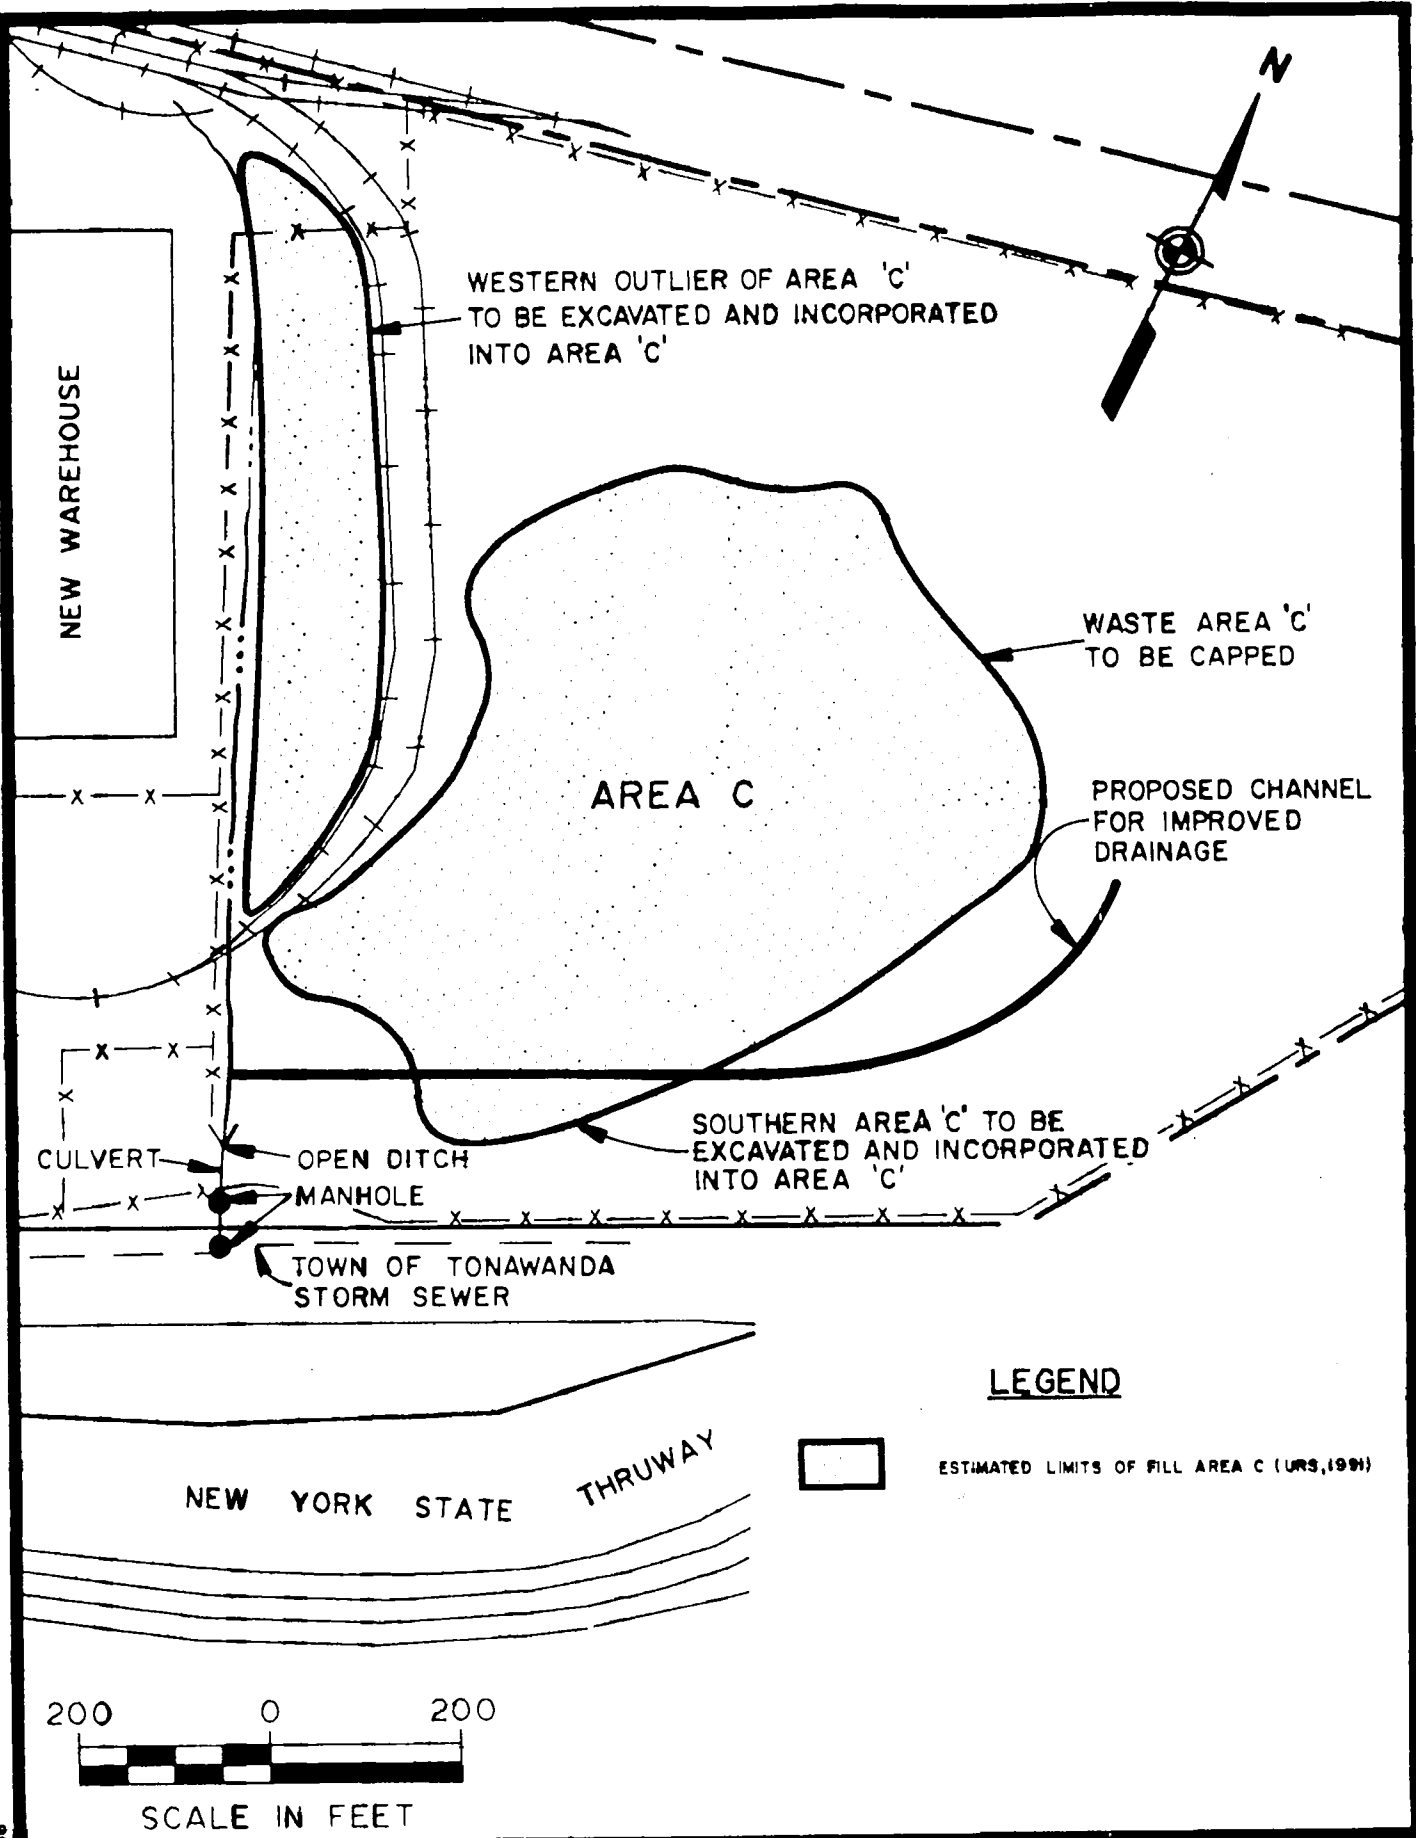 N
WESTERN OUTLIER OF AREA 'C'
TO BE EXCAVATED AND INCORPORATED
INTO AREA 'C'
NEW WAREHOUSE
WASTE AREA 'C'
TO BE CAPPED
AREA C
PROPOSED CHANNEL
FOR IMPROVED
DRAINAGE
SOUTHERN AREA 'C' TO BE
EXCAVATED AND INCORPORATED
INTO AREA 'C'
CULVERT
OPEN DITCH
MANHOLE
TOWN OF TONAWANDA
STORM SEWER
LEGEND
ESTIMATED LIMITS OF FILL AREA C (URS,1991)
NEW YORK STATE THRUWAY
200 0 200
SCALE IN FEET